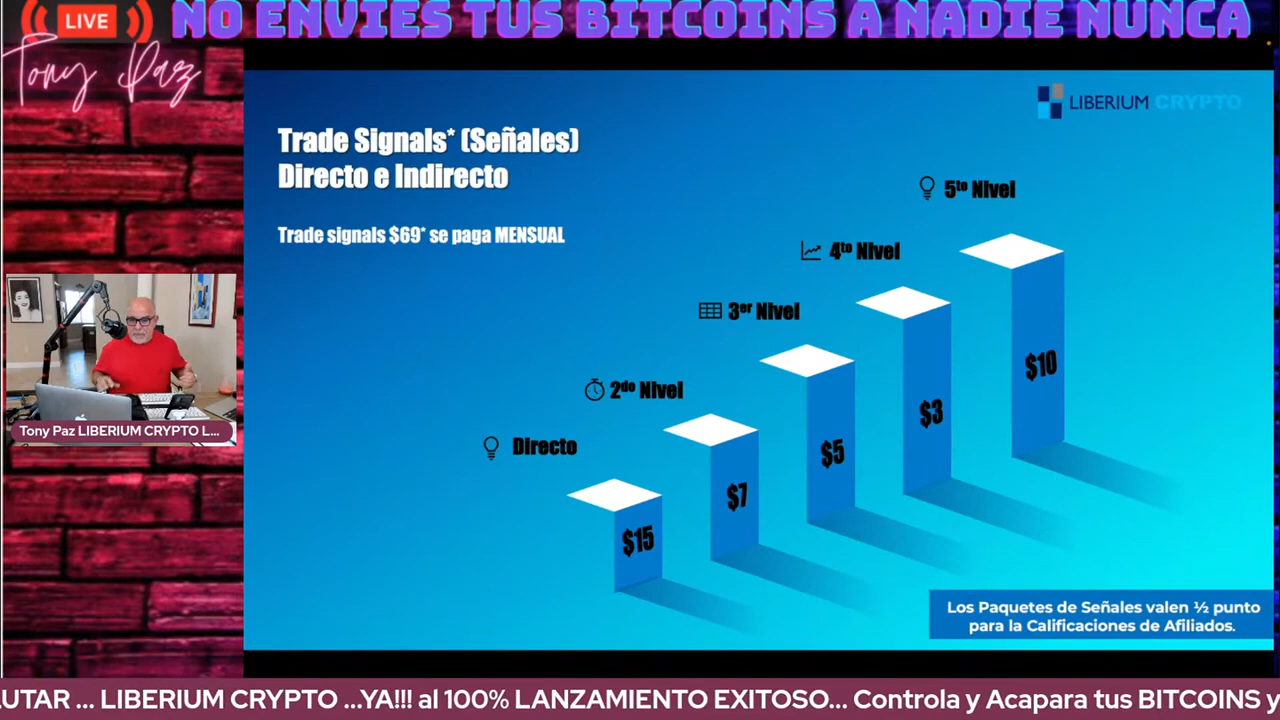 LIVE
NO ENVIES TUS BITCOINS A NADIE NUNCA
Tony Paz
LIBERIUM CRYPTO
Trade Signals* (Señales)
Directo e Indirecto
Trade signals $69* se paga MENSUAL
5to Nivel
4to Nivel
3er Nivel
2do Nivel
Directo
$10
$3
$5
$7
$15
Tony Paz LIBERIUM CRYPTO L...
Los Paquetes de Señales valen ½ punto
para la Calificaciones de Afiliados.
LUTAR ... LIBERIUM CRYPTO ...YA!!! al 100% LANZAMIENTO EXITOSO... Controla y Acapara tus BITCOINS y